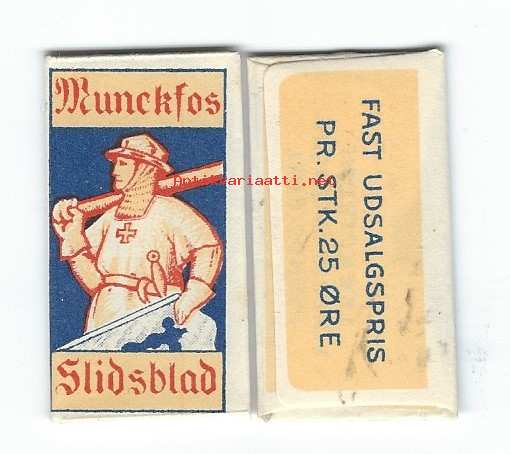 Munckfos
Antikvariaatti.net
Slidsblad
FAST UDSALGSPRIS
PR. STK. 25 ØRE